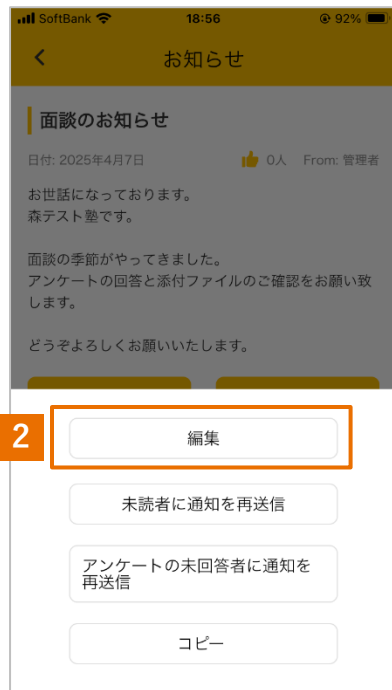 SoftBank 18:56 92%
お知らせ
面談のお知らせ
日付: 2025年4月7日 0人 From: 管理者
お世話になっております。
森テスト塾です。
面談の季節がやってきました。
アンケートの回答と添付ファイルのご確認をお願い致
します。
どうぞよろしくお願いいたします。
2 編集
未読者に通知を再送信
アンケートの未回答者に通知を
再送信
コピー